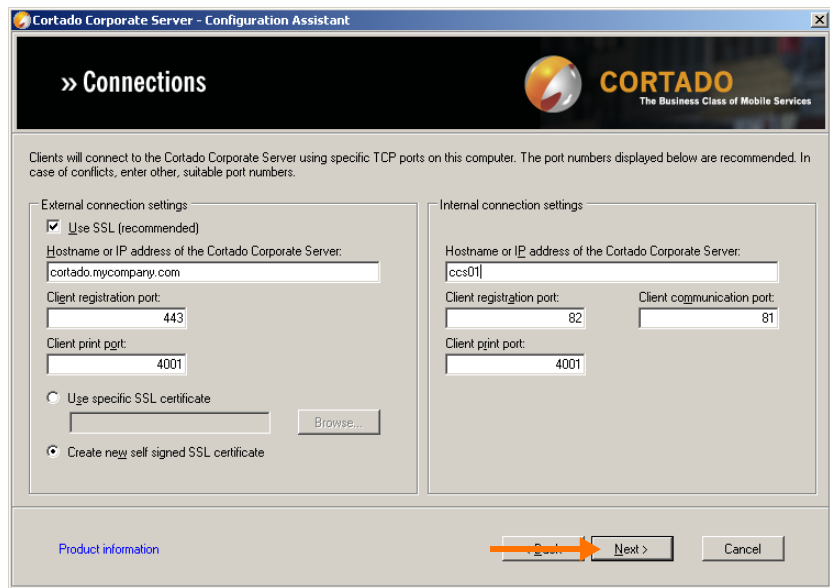 Cortado Corporate Server - Configuration Assistant
» Connections
CORTADO
The Business Class of Mobile Services
Clients will connect to the Cortado Corporate Server using specific TCP ports on this computer. The port numbers displayed below are recommended. In
case of conflicts, enter other, suitable port numbers.
External connection settings
Use SSL (recommended)
Hostname or IP address of the Cortado Corporate Server:
cortado.mycompany.com
Client registration port:
443
Client print port:
4001
Use specific SSL certificate
Browse...
Create new self signed SSL certificate
Internal connection settings
Hostname or IP address of the Cortado Corporate Server:
ccs01
Client registration port:
Client communication port:
82
81
Client print port:
4001
Product information
Next >
Cancel